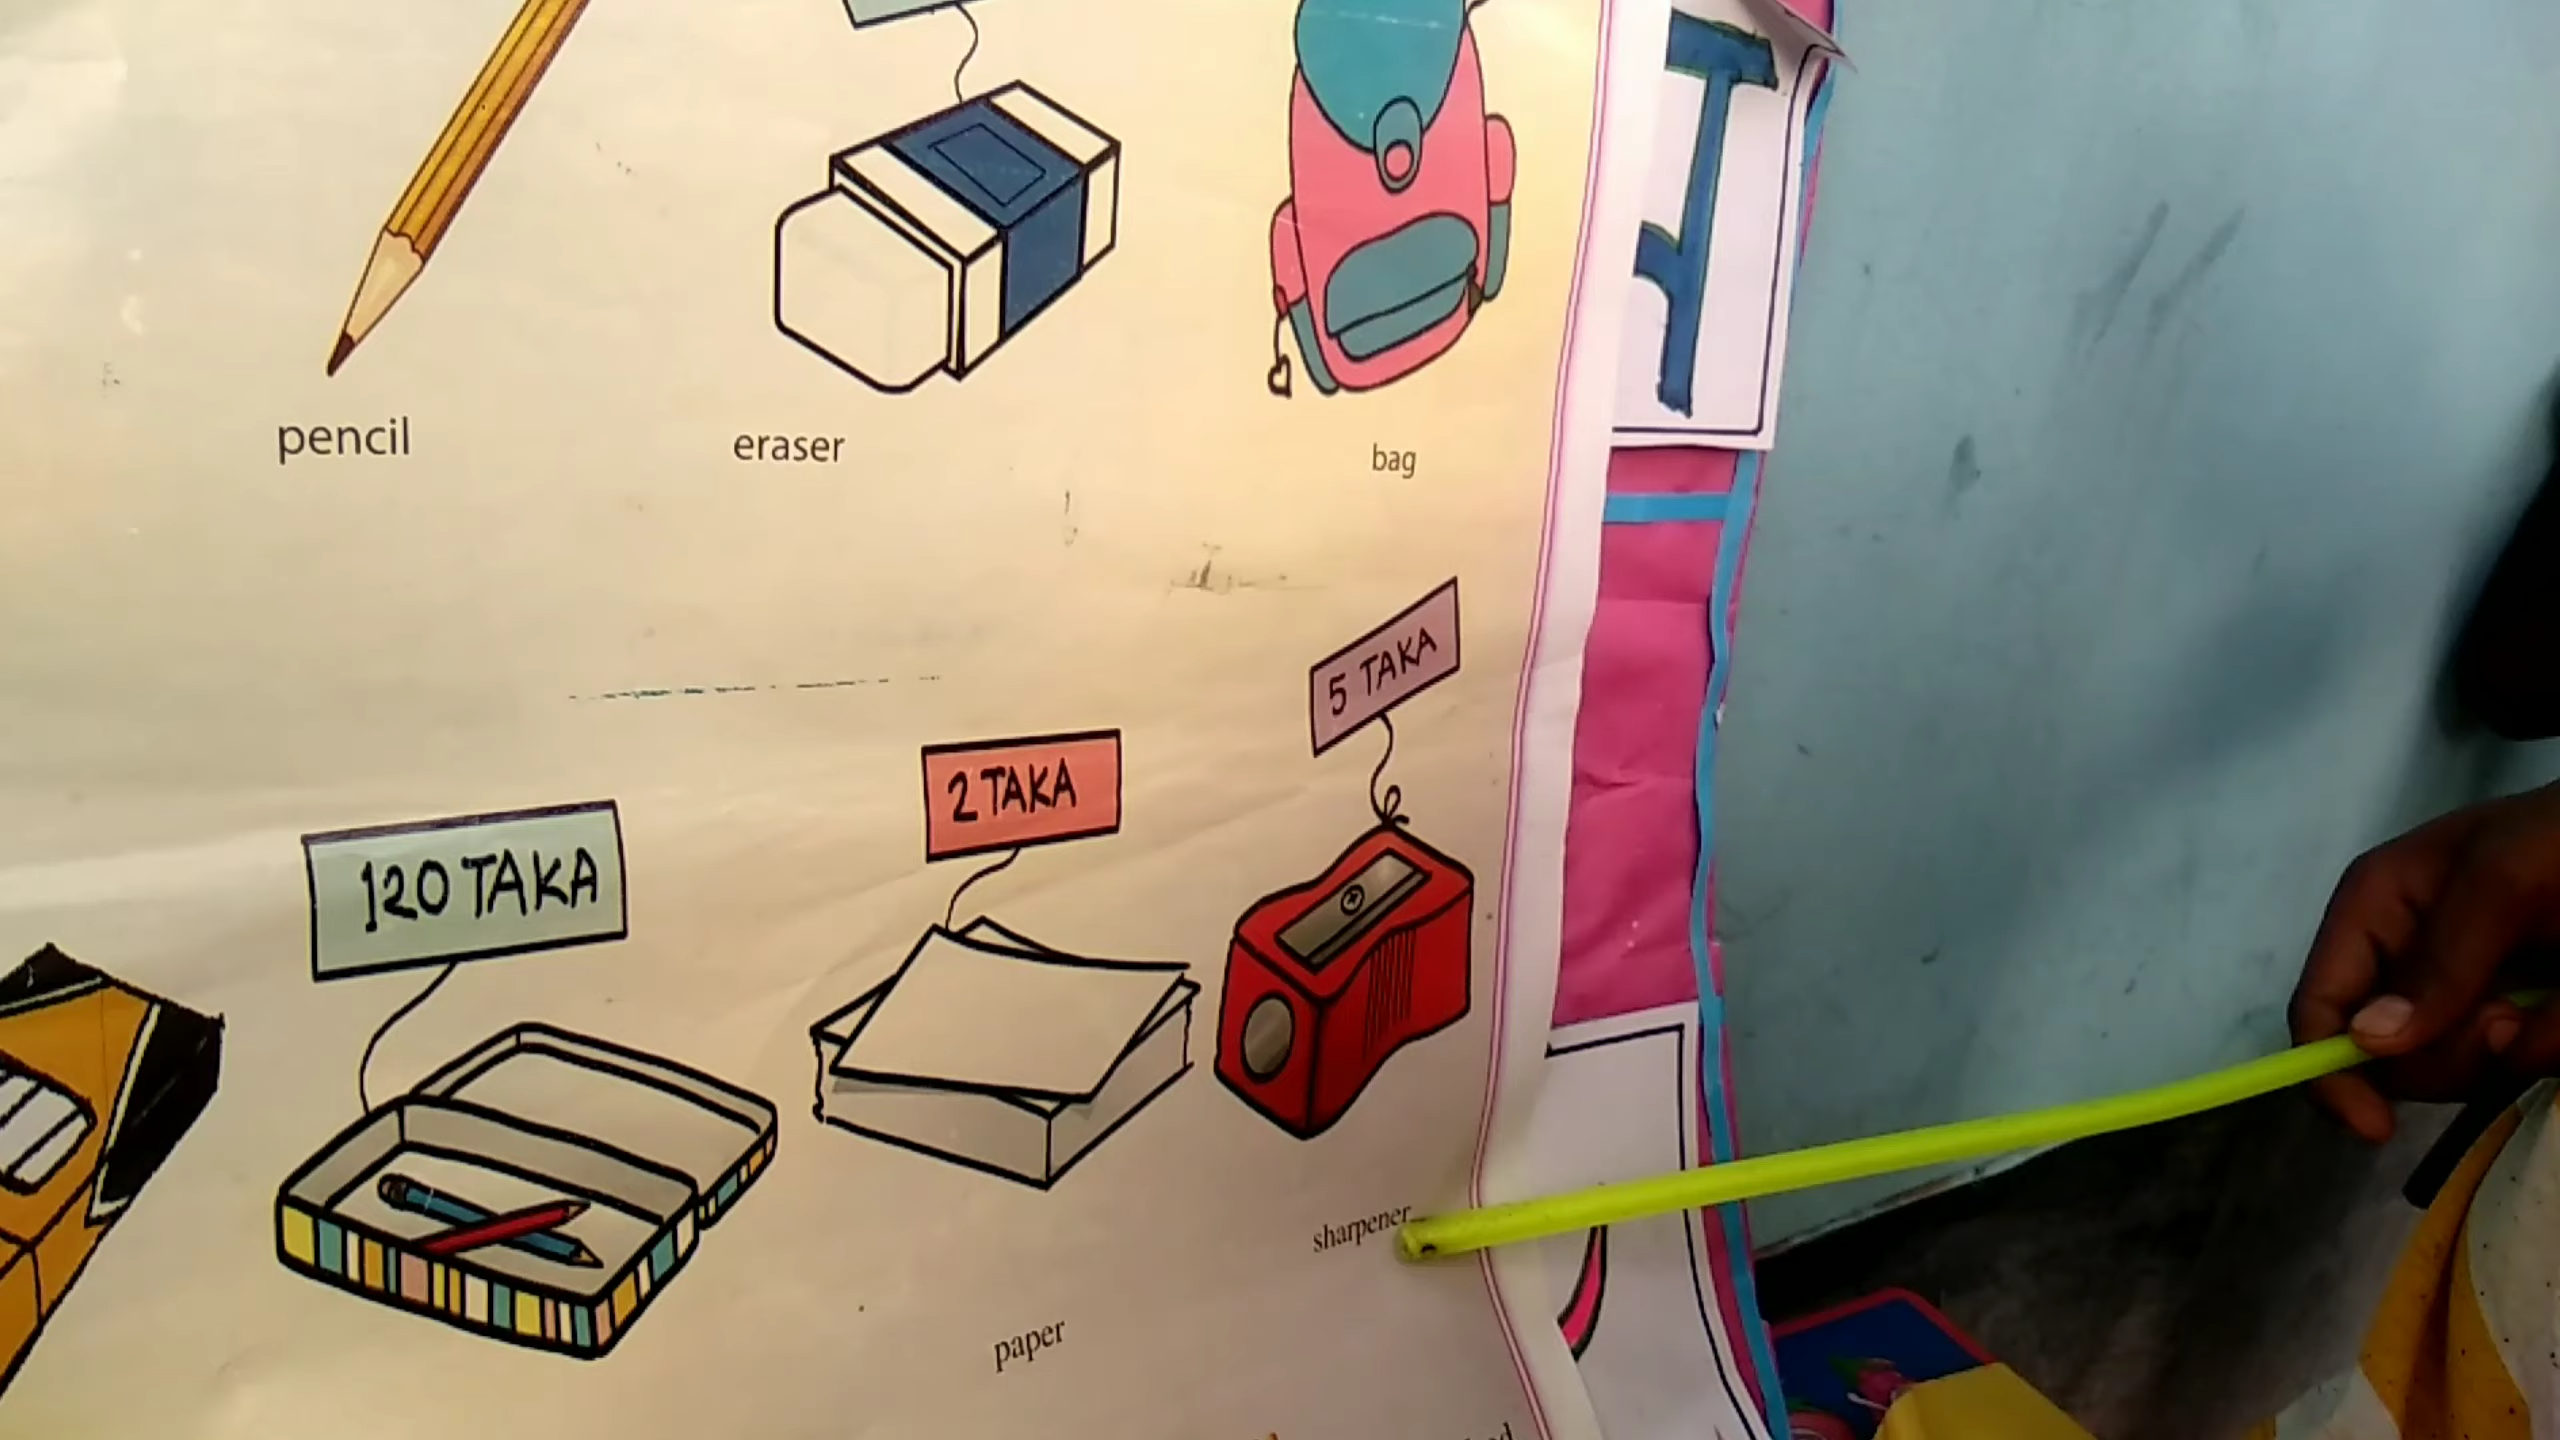 pencil
eraser
bag
120 TAKA
2 TAKA
5 TAKA
sharpener
paper